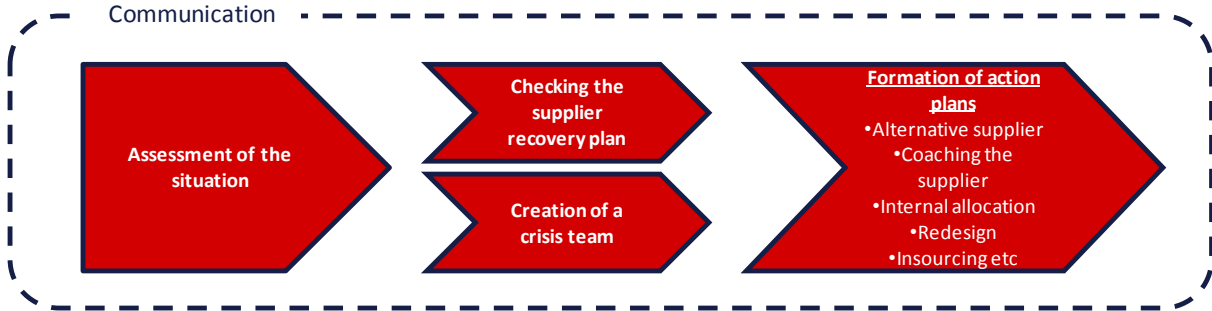 Communication
Assessment of the
situation
Checking the
supplier
recovery plan
Creation of a
crisis team
Formation of action
plans
•Alternative supplier
•Coaching the
supplier
•Internal allocation
•Redesign
•Insourcing etc